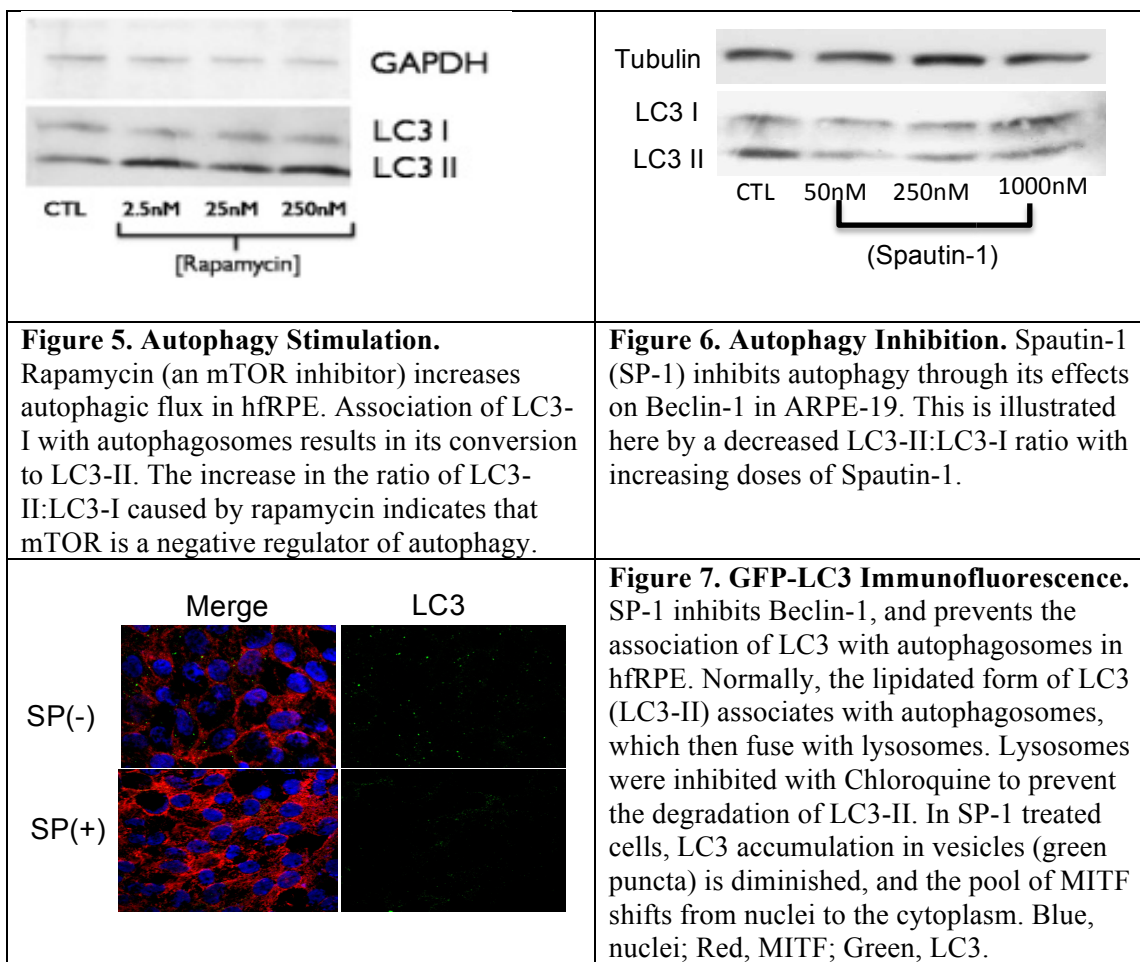 GAPDH
LC3 I
LC3 II
CTL 2.5nM 25nM 250nM
[Rapamycin]
Tubulin
LC3 I
LC3 II
CTL 50nM 250nM 1000nM
(Spautin-1)
Figure 5. Autophagy Stimulation.
Rapamycin (an mTOR inhibitor) increases
autophagic flux in hfRPE. Association of LC3-
I with autophagosomes results in its conversion
to LC3-II. The increase in the ratio of LC3-
II:LC3-I caused by rapamycin indicates that
mTOR is a negative regulator of autophagy.
Figure 6. Autophagy Inhibition. Spautin-1
(SP-1) inhibits autophagy through its effects
on Beclin-1 in ARPE-19. This is illustrated
here by a decreased LC3-II:LC3-I ratio with
increasing doses of Spautin-1.
Merge LC3
SP(-)
SP(+)
Figure 7. GFP-LC3 Immunofluorescence.
SP-1 inhibits Beclin-1, and prevents the
association of LC3 with autophagosomes in
hfRPE. Normally, the lipidated form of LC3
(LC3-II) associates with autophagosomes,
which then fuse with lysosomes. Lysosomes
were inhibited with Chloroquine to prevent
the degradation of LC3-II. In SP-1 treated
cells, LC3 accumulation in vesicles (green
puncta) is diminished, and the pool of MITF
shifts from nuclei to the cytoplasm. Blue,
nuclei; Red, MITF; Green, LC3.